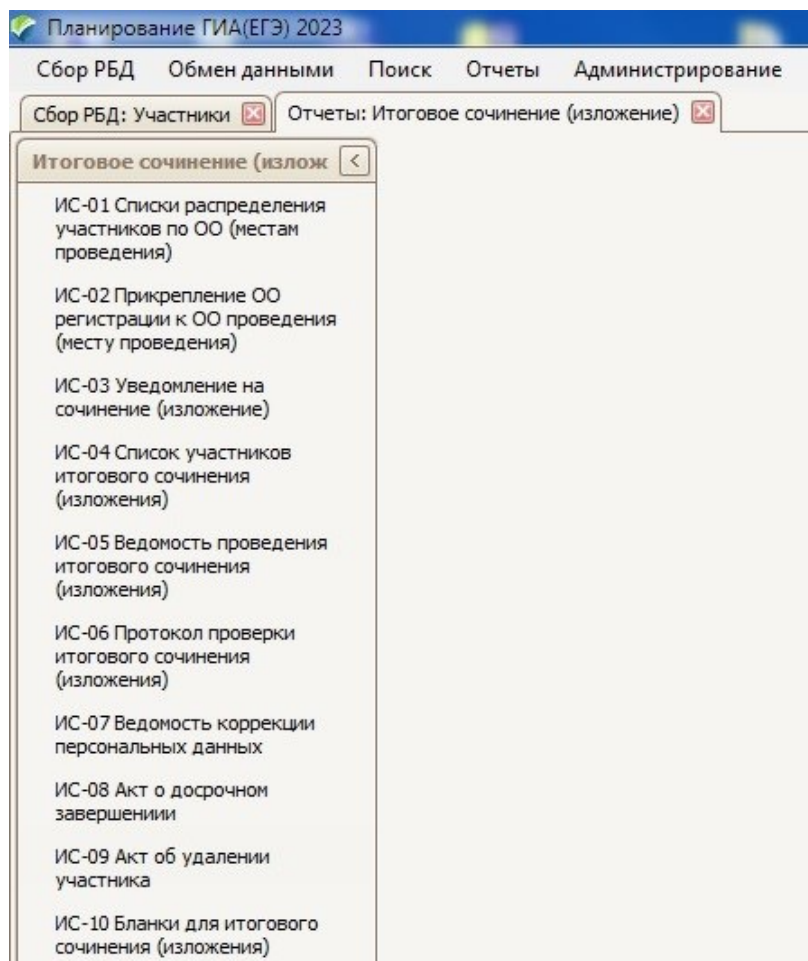 Планирование ГИА(ЕГЭ) 2023
Сбор РБД Обмен данными Поиск Отчеты Администрирование
Сбор РБД: Участники Отчеты: Итоговое сочинение (изложение)
Итоговое сочинение (излож <
ИС-01 Списки распределения
участников по ОО (местам
проведения)
ИС-02 Прикрепление ОО
регистрации к ОО проведения
(месту проведения)
ИС-03 Уведомление на
сочинение (изложение)
ИС-04 Список участников
итогового сочинения
(изложения)
ИС-05 Ведомость проведения
итогового сочинения
(изложения)
ИС-06 Протокол проверки
итогового сочинения
(изложения)
ИС-07 Ведомость коррекции
персональных данных
ИС-08 Акт о досрочном
завершениии
ИС-09 Акт об удалении
участника
ИС-10 Бланки для итогового
сочинения (изложения)